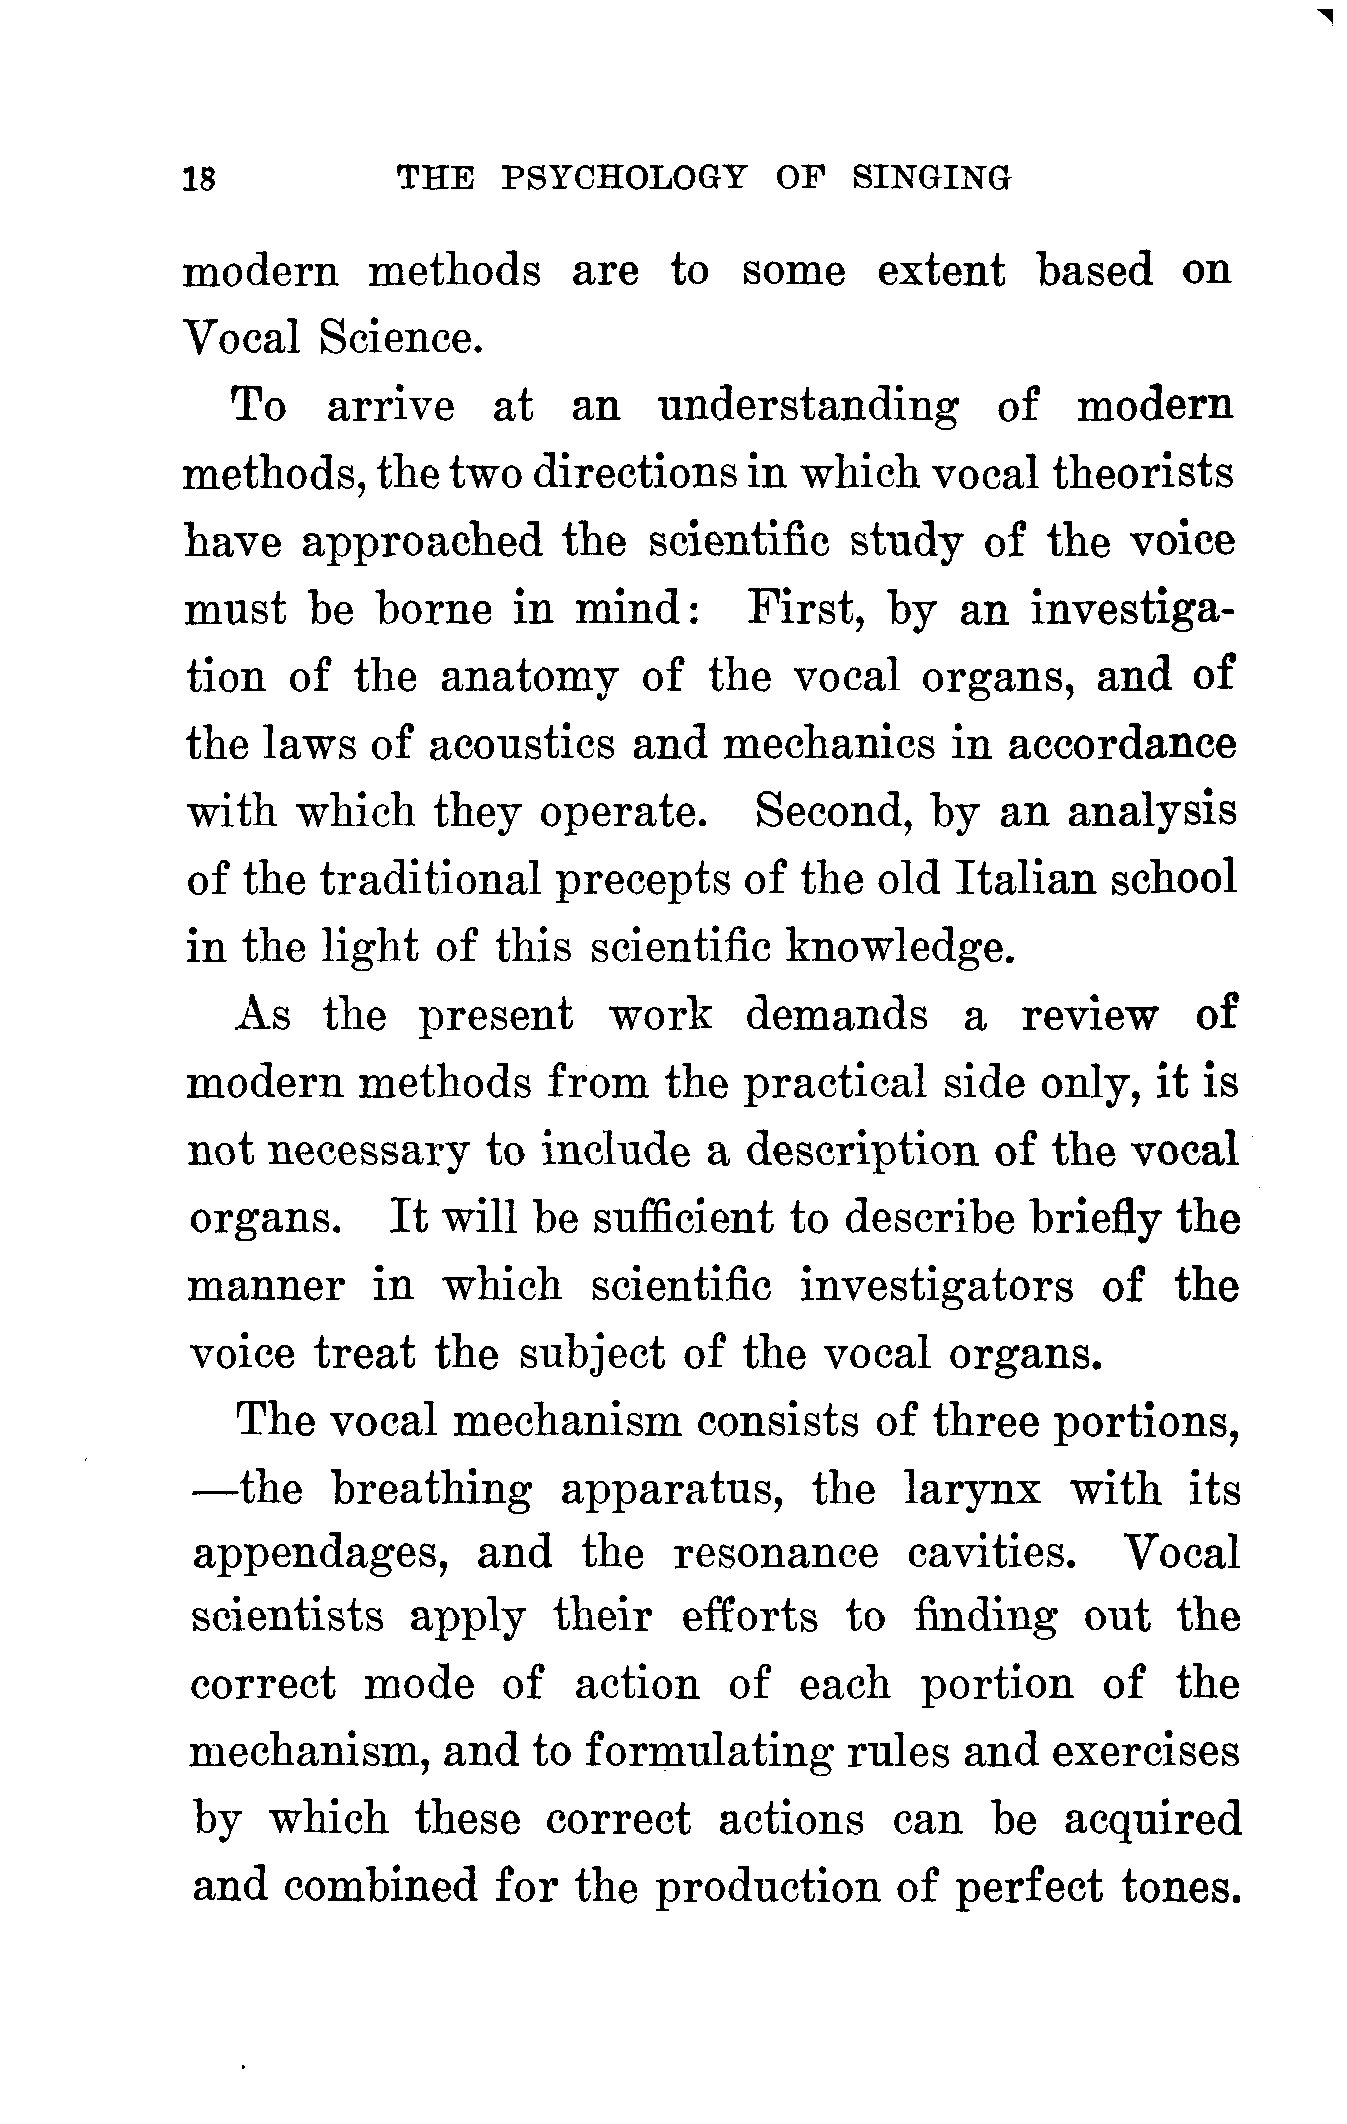 18 THE PSYCHOLOGY OF SINGING
modern methods are to some extent based on
Vocal Science.
To arrive at an understanding of modern
methods, the two directions in which vocal theorists
have approached the scientific study of the voice
must be borne in mind: First, by an investiga-
tion of the anatomy of the vocal organs, and of
the laws of acoustics and mechanics in accordance
with which they operate. Second, by an analysis
of the traditional precepts of the old Italian school
in the light of this scientific knowledge.
As the present work demands a review of
modern methods from the practical side only, it is
not necessary to include a description of the vocal
organs. It will be sufficient to describe briefly the
manner in which scientific investigators of the
voice treat the subject of the vocal organs.
The vocal mechanism consists of three portions,
—the breathing apparatus, the larynx with its
appendages, and the resonance cavities. Vocal
scientists apply their efforts to finding out the
correct mode of action of each portion of the
mechanism, and to formulating rules and exercises
by which these correct actions can be acquired
and combined for the production of perfect tones.